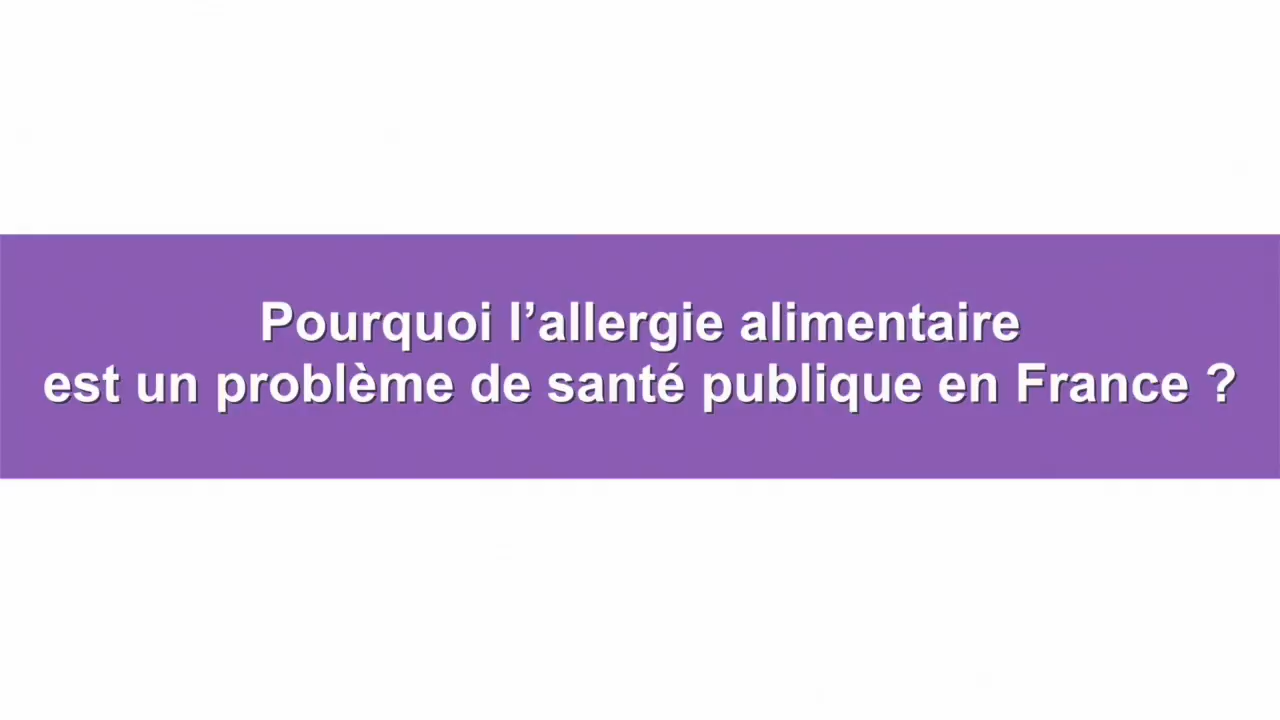 Pourquoi l’allergie alimentaire
est un problème de santé publique en France ?